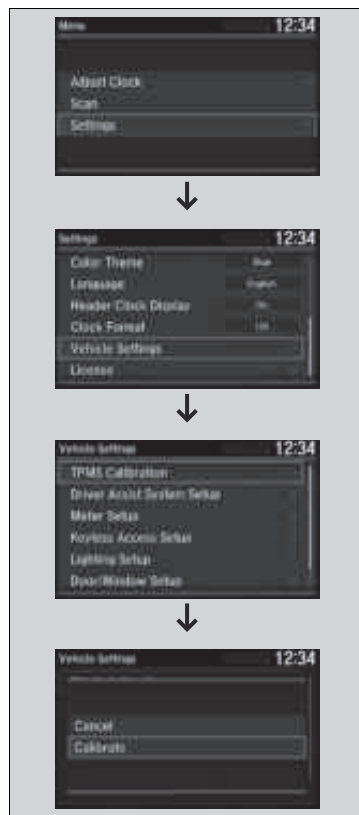 Menu 12:34
Adjust Clock
Scan
Settings
Settings 12:34
Color Theme Blue
Language English
Header Clock Display On
Clock Format 12H
Vehicle Settings
License
Vehicle Settings 12:34
TPMS Calibration
Driver Assist System Setup
Meter Setup
Keyless Access Setup
Lighting Setup
Door/Window Setup
Vehicle Settings 12:34
Cancel
Calibrate